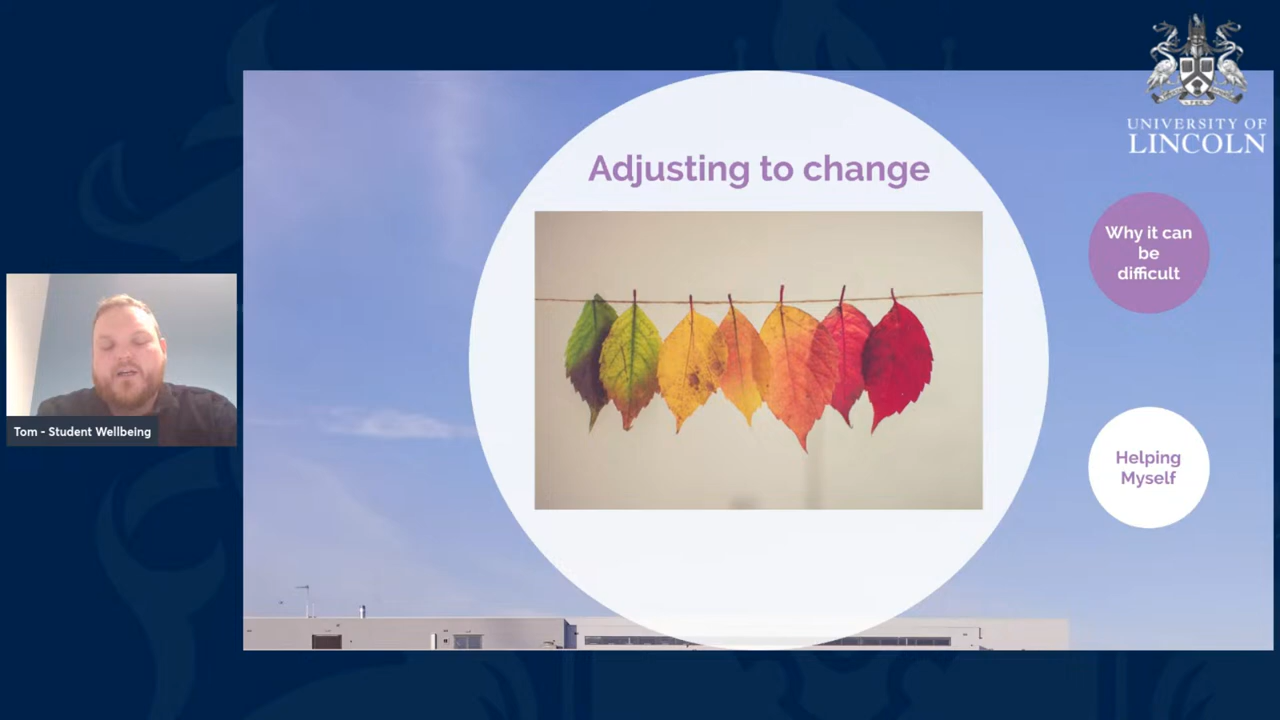 UNIVERSITY OF
LINCOLN
Adjusting to change
Why it can
be
difficult
Tom - Student Wellbeing
Helping
Myself